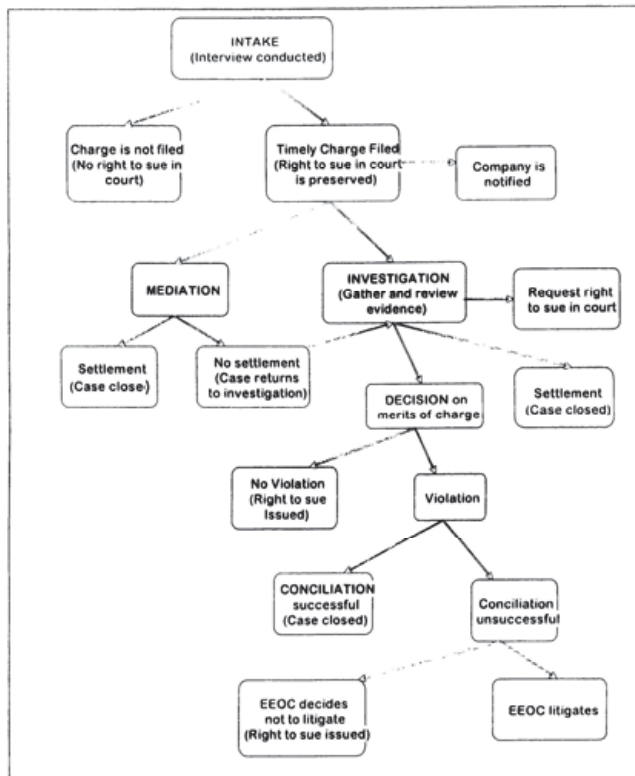 INTAKE
(Interview conducted)
Charge is not filed
(No right to sue in
court)
Timely Charge Filed
(Right to sue in court
is preserved)
Company is
notified
MEDIATION
INVESTIGATION
(Gather and review
evidence)
Request right
to sue in court
Settlement
(Case close
No settlement
(Case returns
to investigation)
DECISION on
merits of charge
Settlement
(Case closed)
No Violation
(Right to sue
Issued)
Violation
CONCILIATION
successful
(Case closed)
Conciliation
unsuccessful
EEOC decides
not to litigate
(Right to sue issued)
EEOC litigates